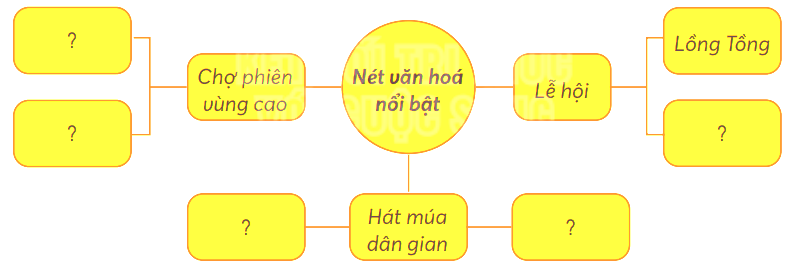 ?
?
Chợ phiên
vùng cao
Nét văn hoá
nổi bật
Lễ hội
Lồng Tồng
?
?
Hát múa
dân gian
?